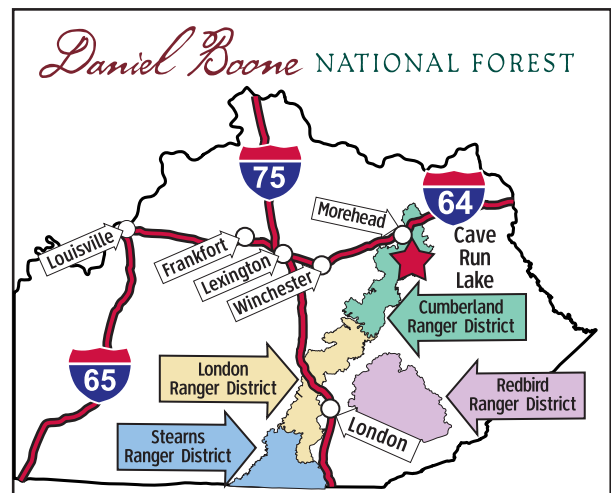 Daniel Boone NATIONAL FOREST
75
64
Morehead
Louisville
Frankfort
Lexington
Winchester
Cave
Run
Lake
Cumberland
Ranger District
65
London
Ranger District
Redbird
Ranger District
London
Stearns
Ranger District